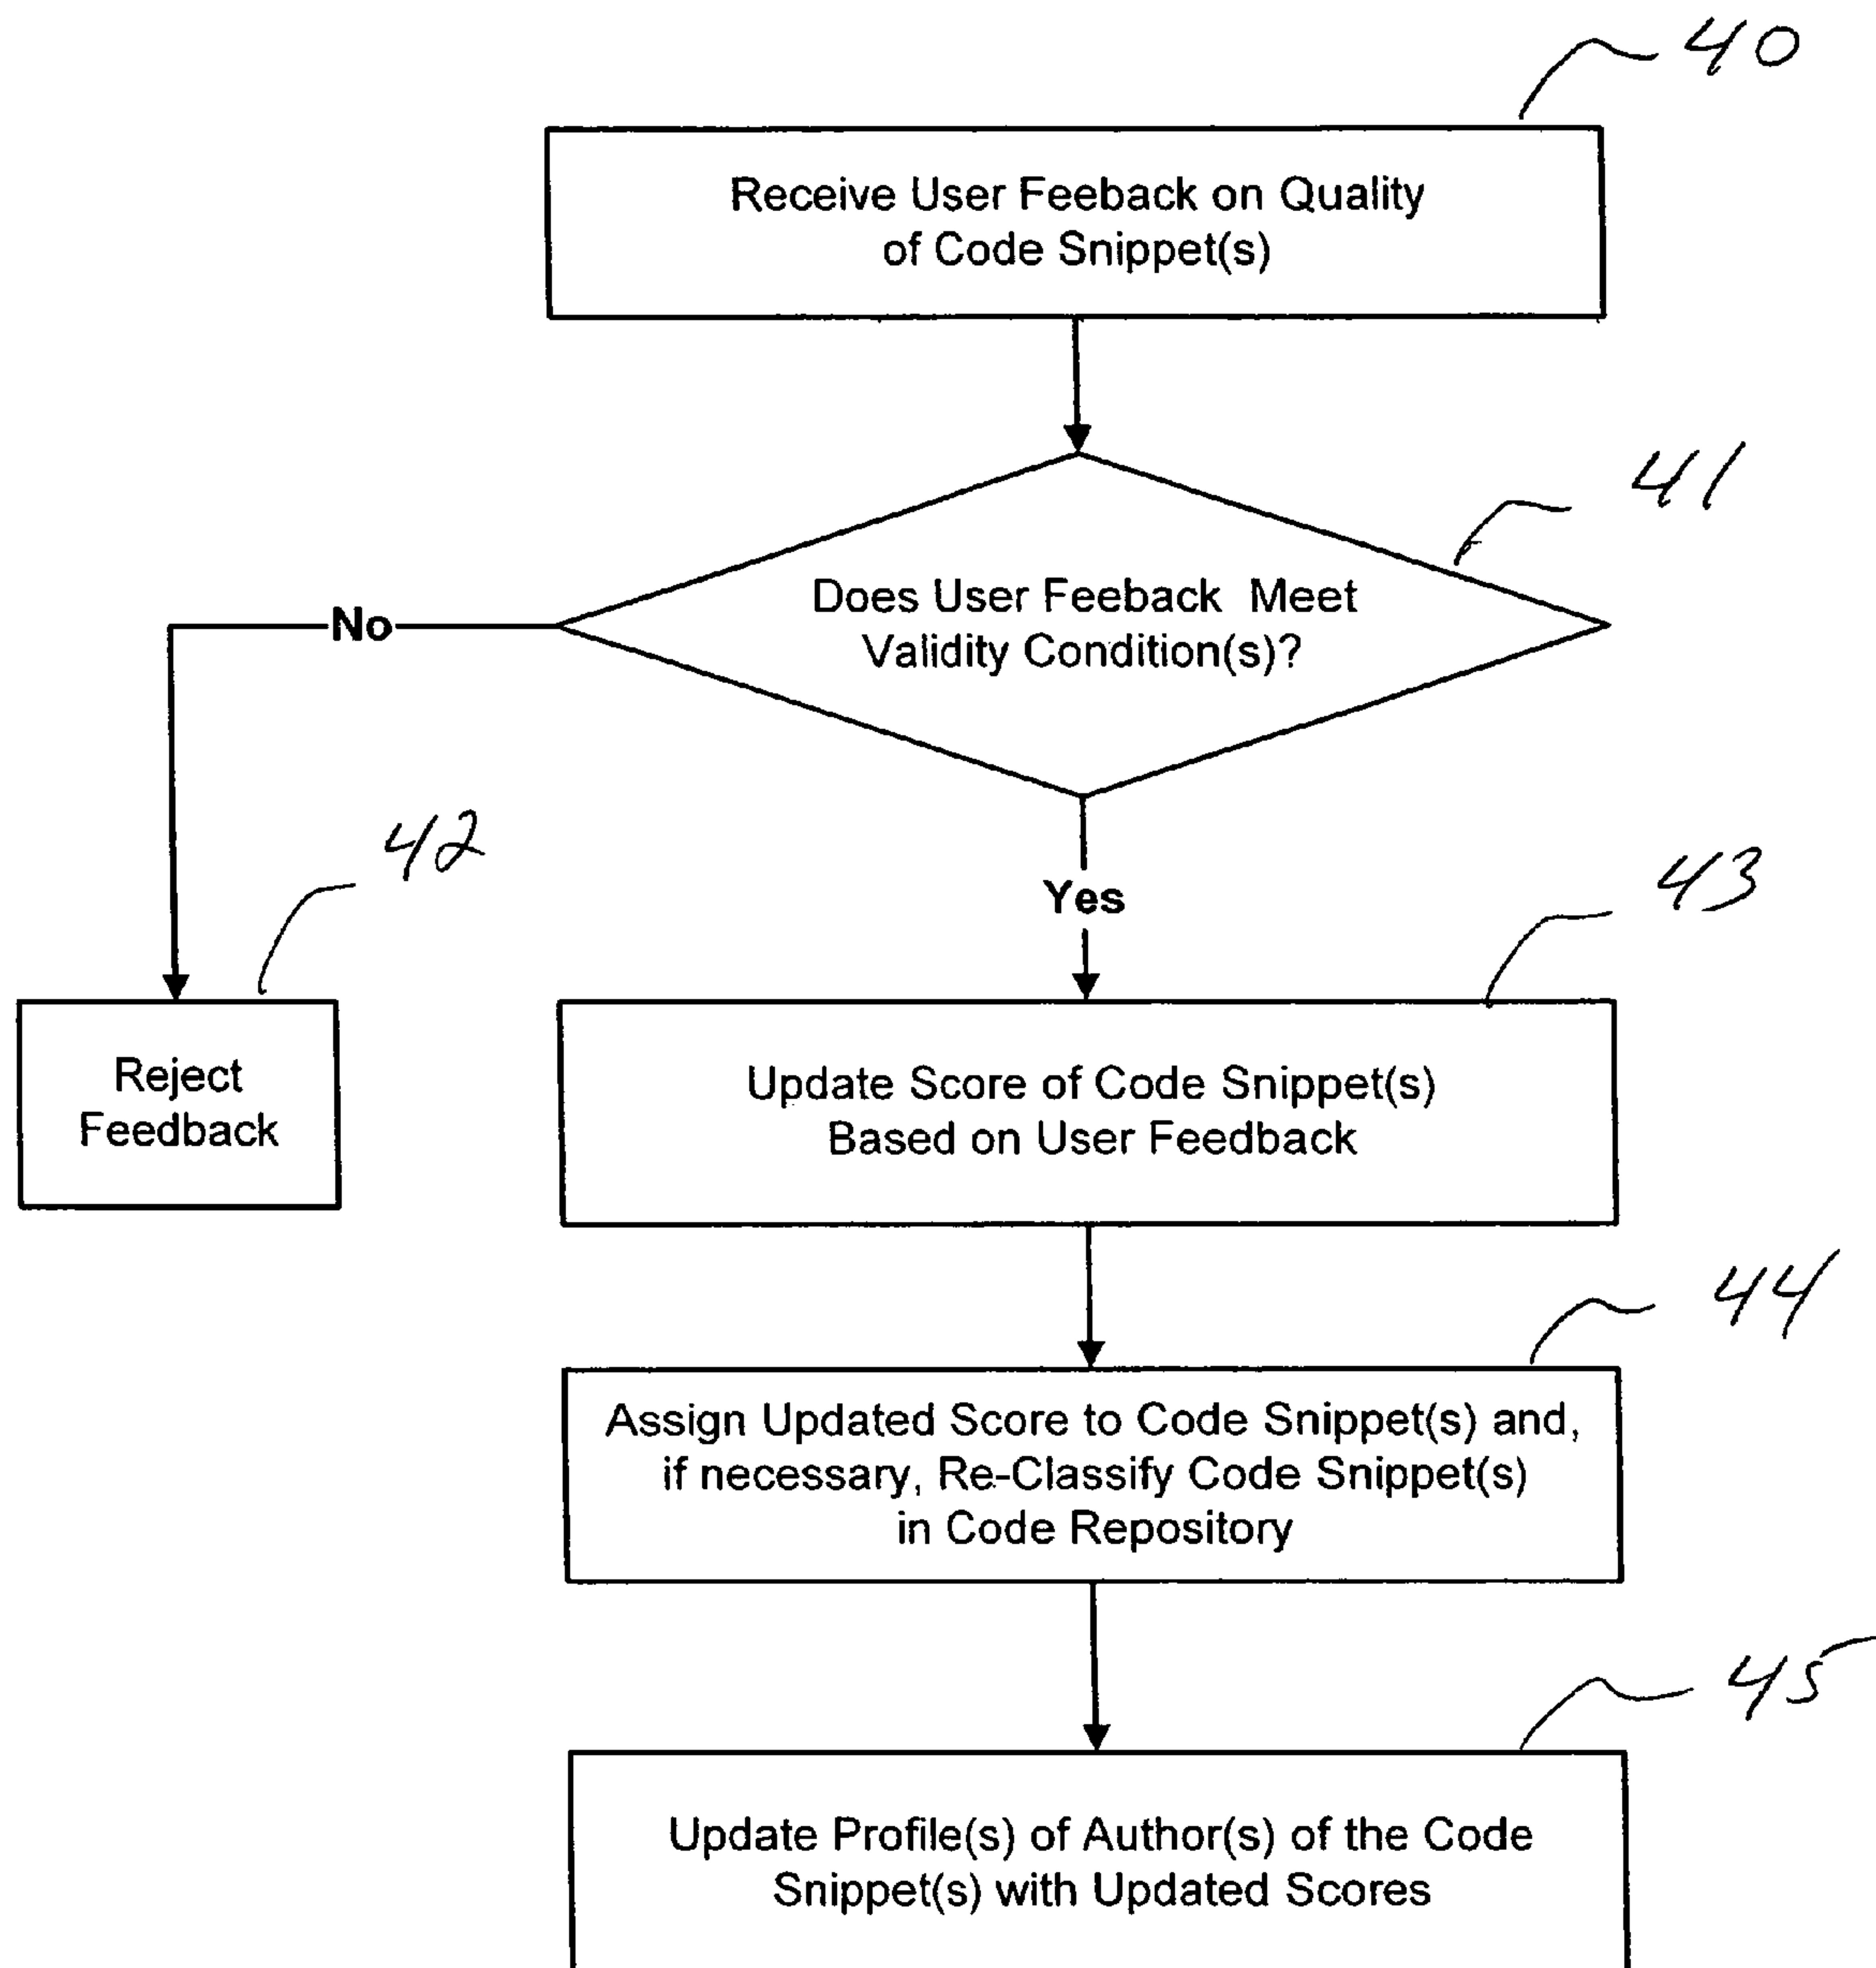 40
Receive User Feeback on Quality
of Code Snippet(s)
41
Does User Feeback Meet
Validity Condition(s)?
No
42
Yes
43
Reject
Feedback
Update Score of Code Snippet(s)
Based on User Feedback
44
Assign Updated Score to Code Snippet(s) and,
if necessary, Re-Classify Code Snippet(s)
in Code Repository
45
Update Profile(s) of Author(s) of the Code
Snippet(s) with Updated Scores